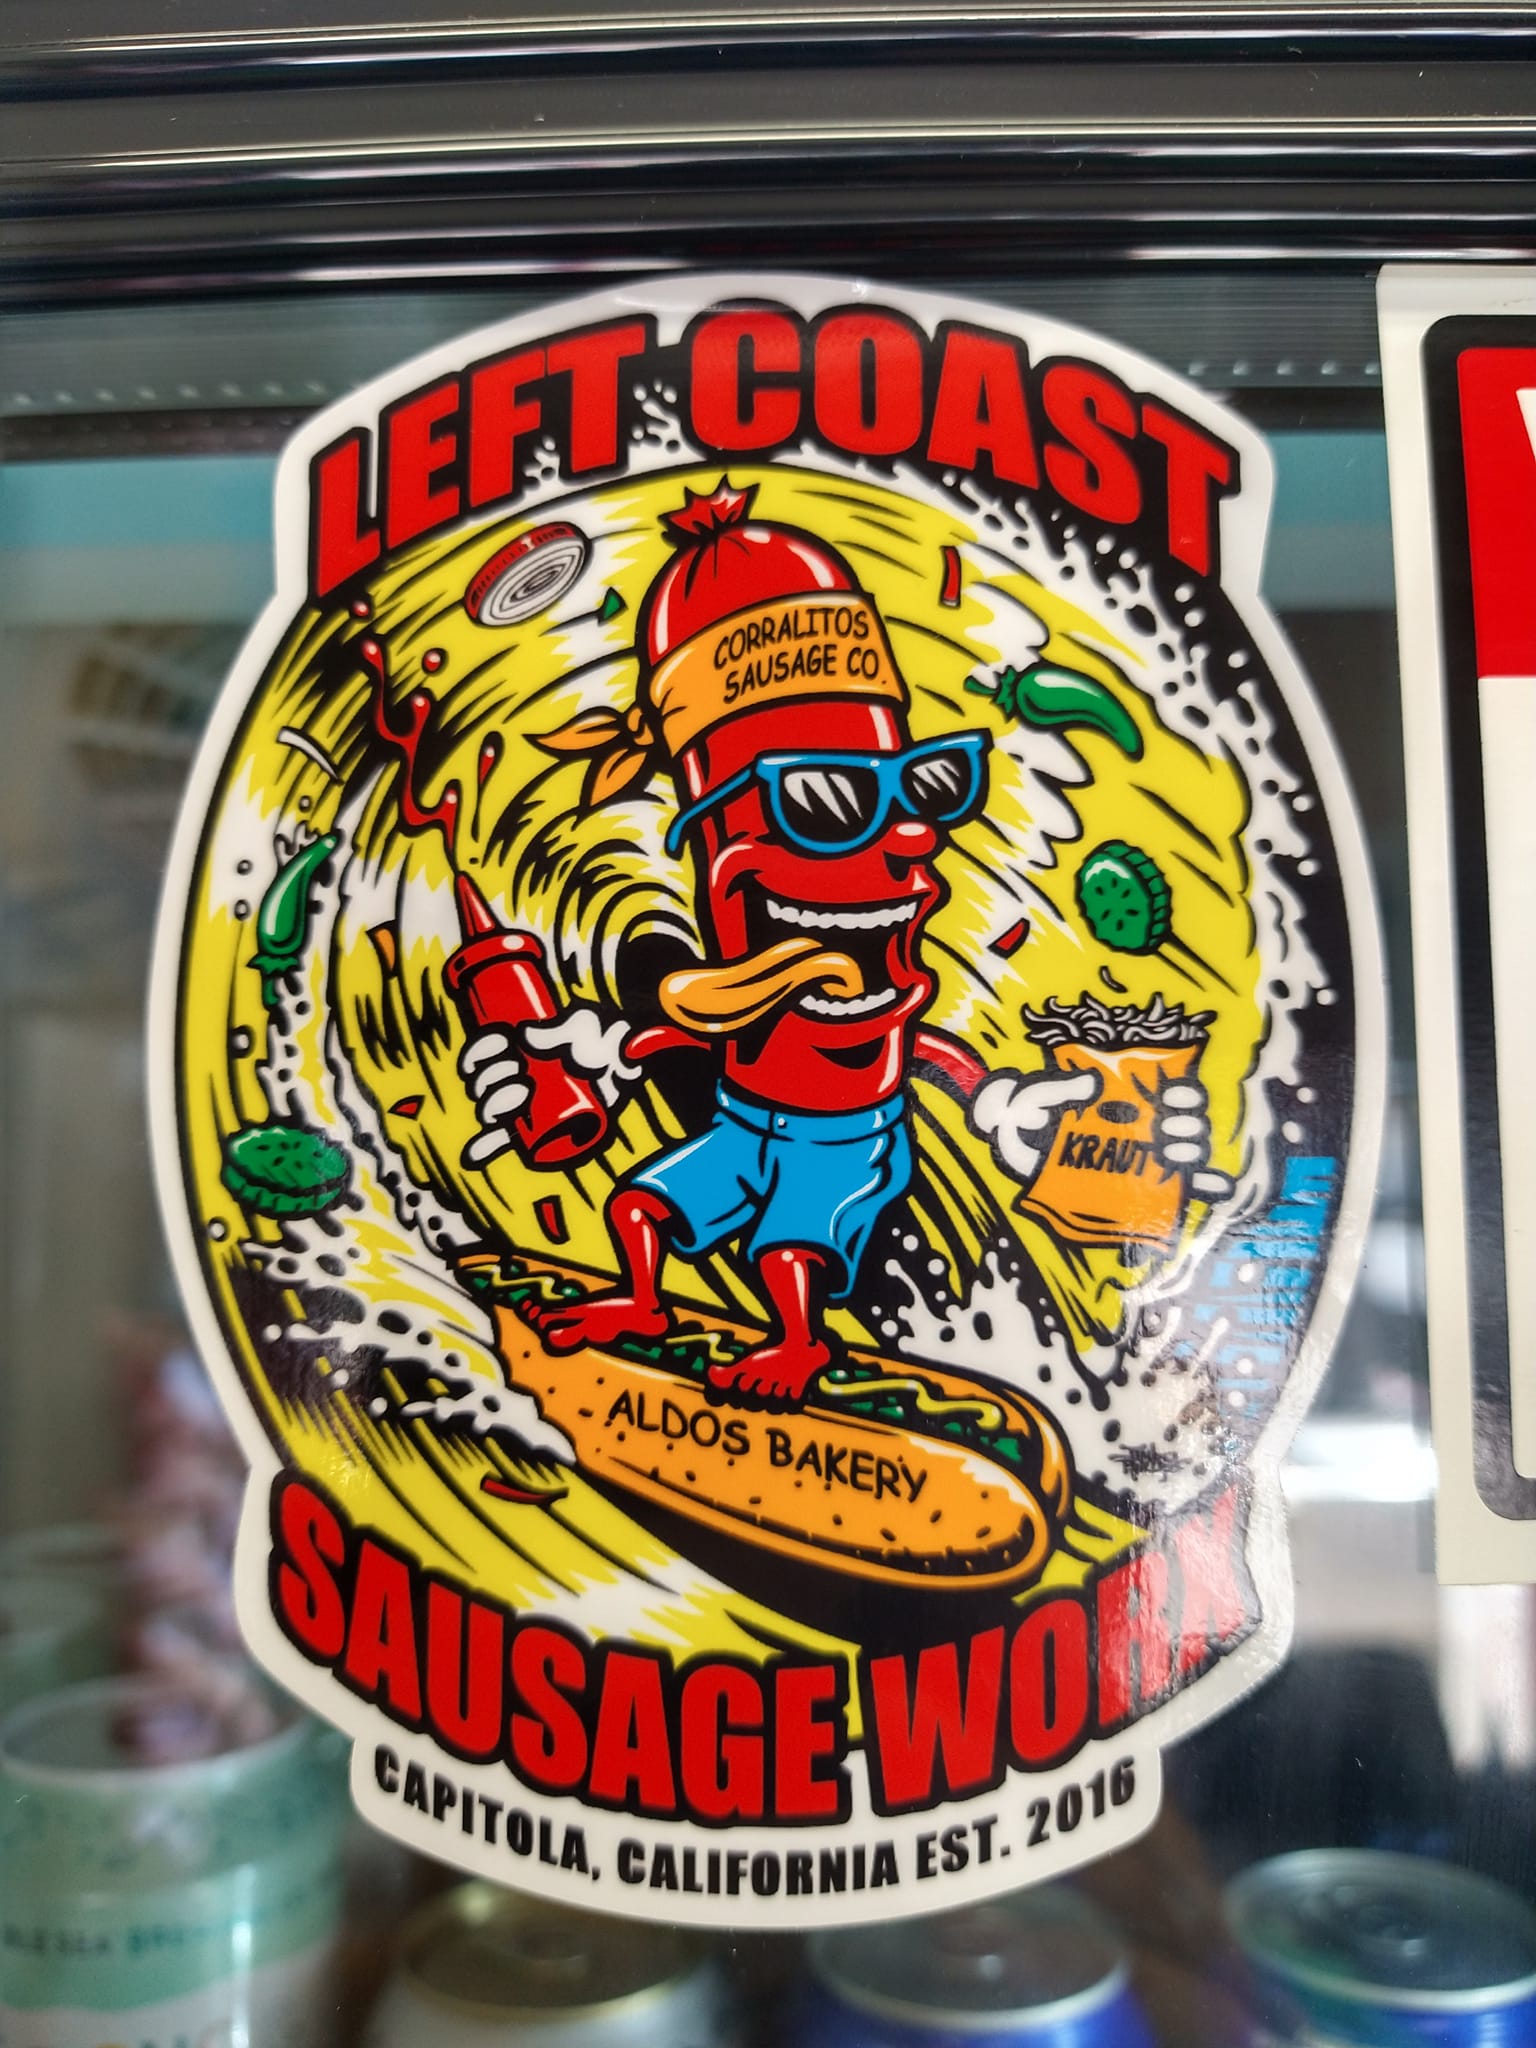 LEFT COAST
CORRALITOS
SAUSAGE CO.
KRAUT
ALDOS BAKERY
SAUSAGE WORX
CAPITOLA, CALIFORNIA EST. 2016